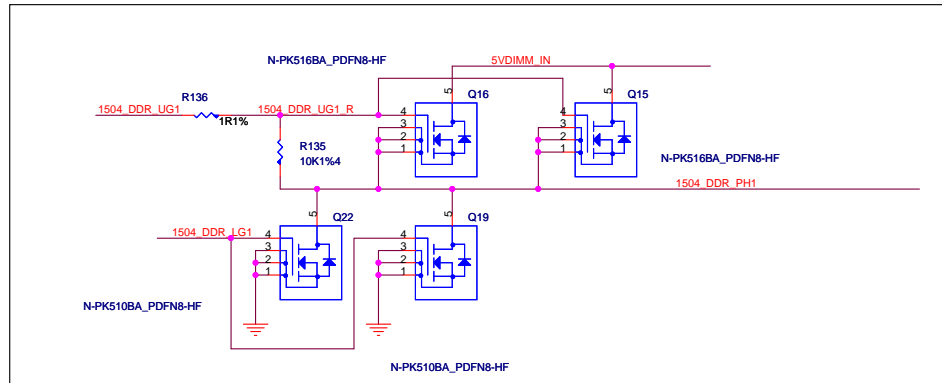 N-PK516BA_PDFN8-HF
5VDIMM_IN
R136
Q16
Q15
1504_DDR_UG1
1R1%
1504_DDR_UG1_R
5
4
3
2
1
5
4
3
2
1
R135
10K1%4
N-PK516BA_PDFN8-HF
1504_DDR_PH1
Q22
Q19
1504_DDR_LG1
5
4
3
2
1
5
4
3
2
1
N-PK510BA_PDFN8-HF
N-PK510BA_PDFN8-HF